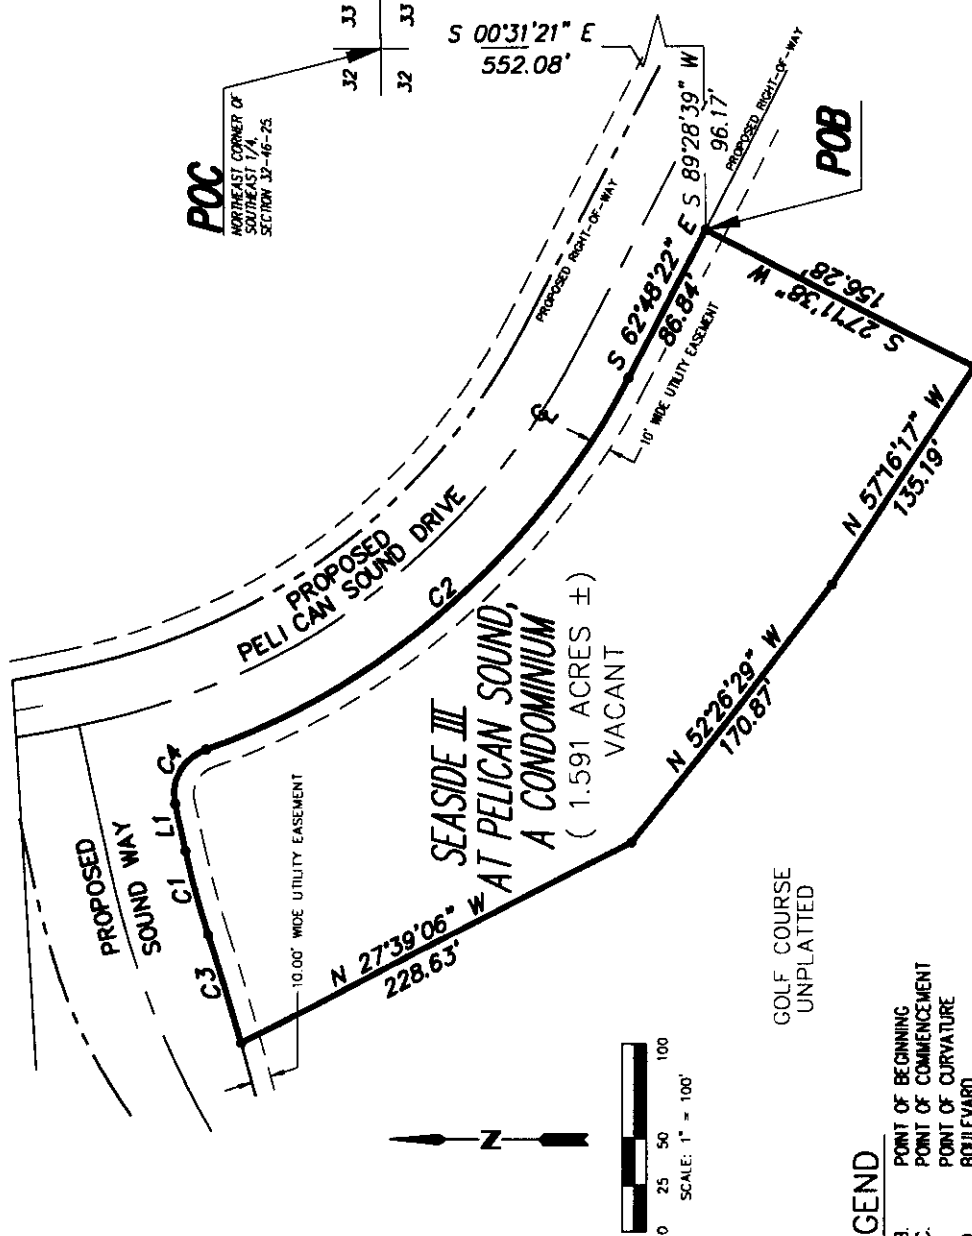 33
33
32
32
S 00°31'21" E
552.08'
POC
NORTHEAST CORNER OF
SOUTHEAST 1/4,
SECTION 32-46-25.
S 89°28'39" W
96.17'
PROPOSED RIGHT-OF-WAY
PROPOSED RIGHT-OF-WAY
POB
S 62°48'22" E
86.84'
10' WIDE UTILITY EASEMENT
S 27°11'38" W
156.28'
N 57°16'17" W
135.19'
N 52°26'29" W
170.87'
N 27°39'06" W
228.63'
PROPOSED
PELICAN SOUND DRIVE
C2
C4
L1
C1
C3
PROPOSED
SOUND WAY
10.00' WIDE UTILITY EASEMENT
SEASIDE III
AT PELICAN SOUND,
A CONDOMINIUM
( 1.591 ACRES ±)
VACANT
GOLF COURSE
UNPLATTED
N
0 25 50 100
SCALE: 1" = 100'
GEND
POINT OF BEGINNING
POINT OF COMMENCEMENT
POINT OF CURVATURE
BOULEVARD